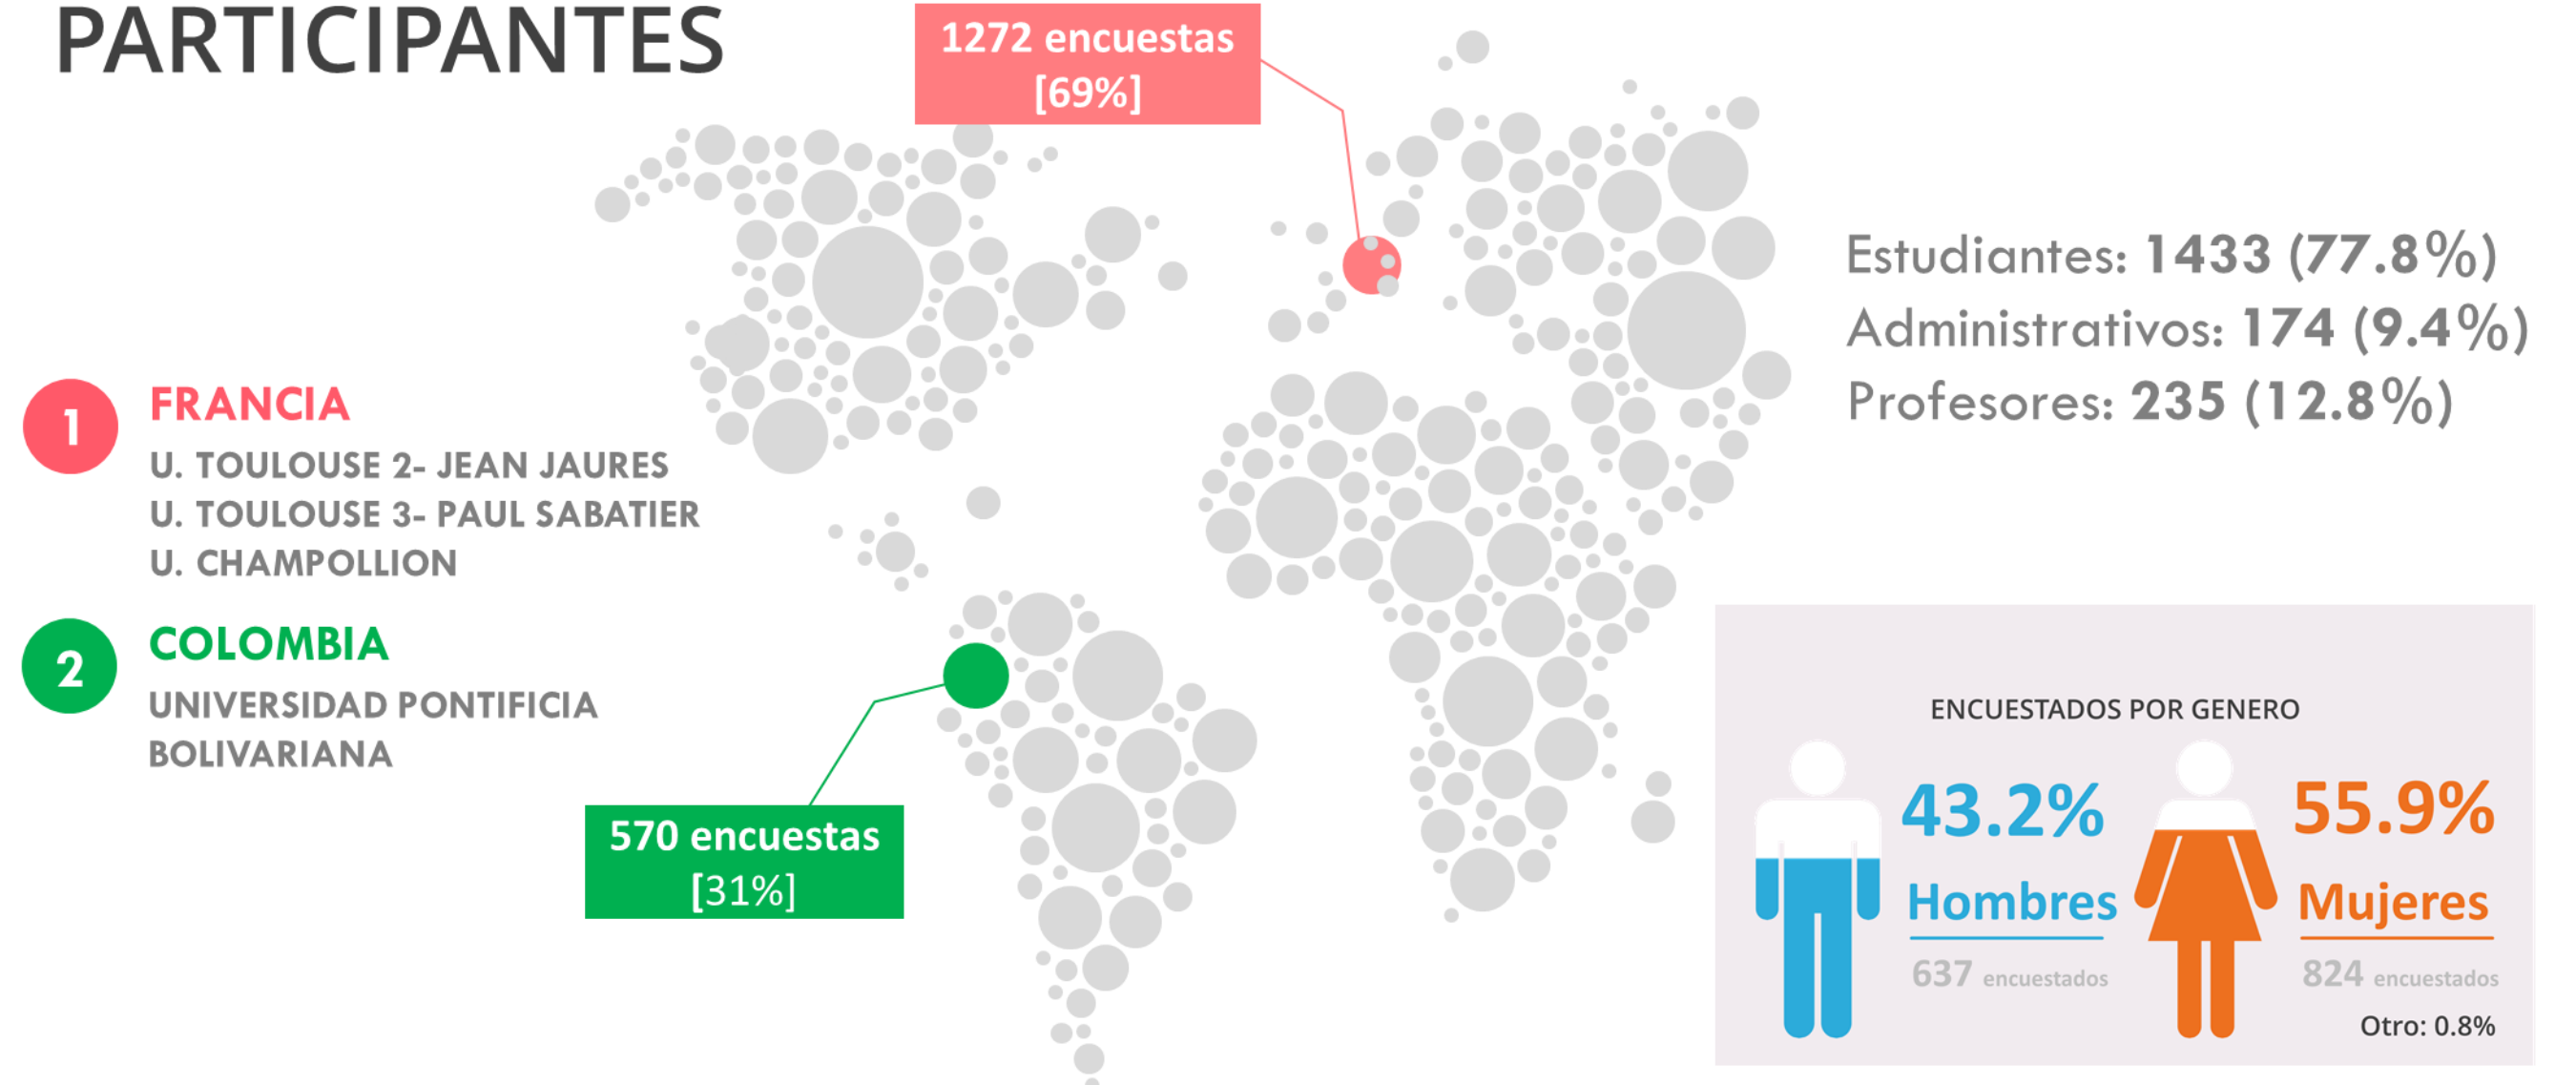 PARTICIPANTES
1272 encuestas
[69%]
1
FRANCIA
U. TOULOUSE 2- JEAN JAURES
U. TOULOUSE 3- PAUL SABATIER
U. CHAMPOLLION
2
COLOMBIA
UNIVERSIDAD PONTIFICIA
BOLIVARIANA
570 encuestas
[31%]
Estudiantes: 1433 (77.8%)
Administrativos: 174 (9.4%)
Profesores: 235 (12.8%)
ENCUESTADOS POR GENERO
43.2%
Hombres
637 encuestados
55.9%
Mujeres
824 encuestados
Otro: 0.8%